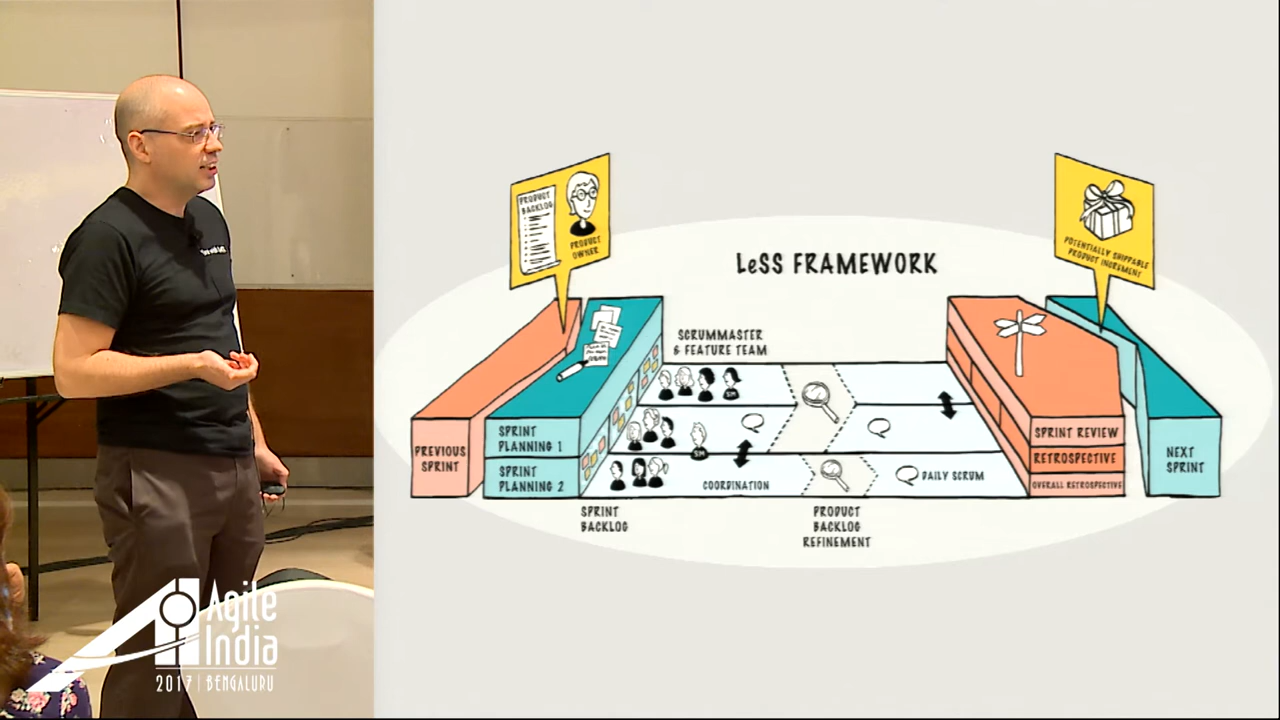 PRODUCT
BACKLOG
PRODUCT
OWNER
POTENTIALLY SHIPPABLE
PRODUCT INCREMENT
LeSS FRAMEWORK
SCRUMMASTER
& FEATURE TEAM
SM
SM
PREVIOUS
SPRINT
SPRINT
PLANNING 1
SPRINT
PLANNING 2
COORDINATION
DAILY SCRUM
SPRINT REVIEW
RETROSPECTIVE
OVERALL RETROSPECTIVE
NEXT
SPRINT
SPRINT
BACKLOG
PRODUCT
BACKLOG
REFINEMENT
Agile
India
2017 | BENGALURU